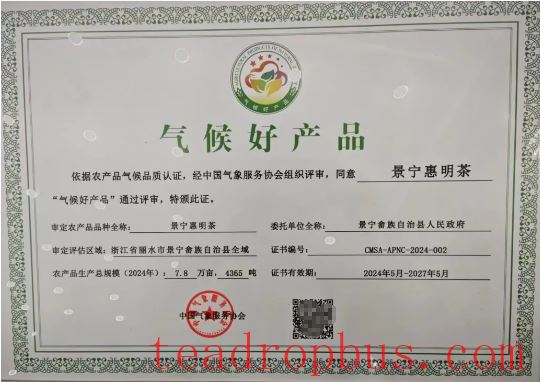 气候好产品
气候好产品
依据农产品气候品质认证，经中国气象服务协会组织评审，同意 景宁惠明茶
“气候好产品”通过评审，特颁此证。
审定农产品品种全称： 景宁惠明茶 委托单位全称： 景宁畲族自治县人民政府
审定评估区域： 浙江省丽水市景宁畲族自治县全域 证书编号： CMSA-APNC-2024-002
农产品生产总规模（2024年）： 7.8 万亩， 4365 吨 证书有效期： 2024年5月-2027年5月
中国气象服务协会
teadropbus.com